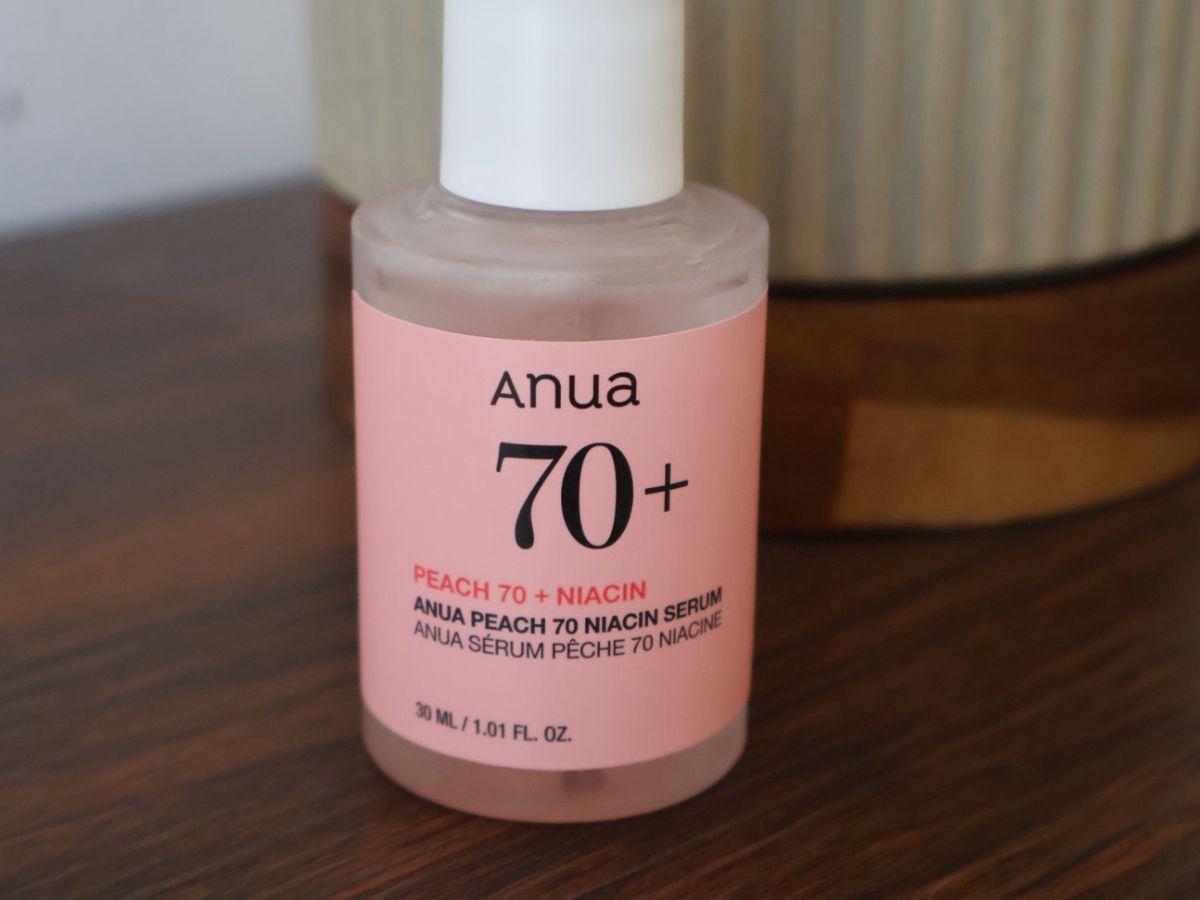 Anua
70+
PEACH 70 + NIACIN
ANUA PEACH 70 NIACIN SERUM
ANUA SÉRUM PÊCHE 70 NIACINE
30 ML / 1.01 FL. OZ.